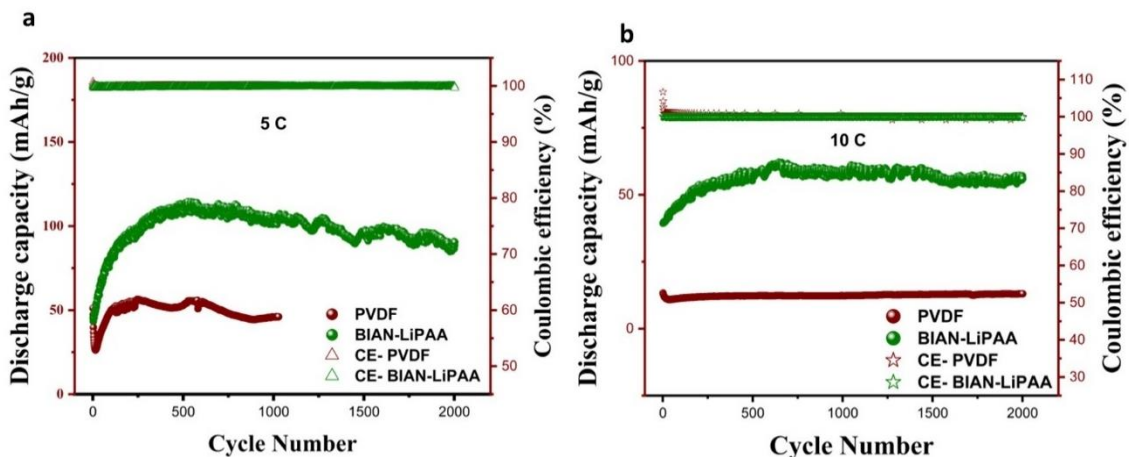 a
200
150
100
50
0
Discharge capacity (mAh/g)
5 C
100
90
80
70
60
50
Coulombic efficiency (%)
PVDF
BIAN-LiPAA
CE- PVDF
CE- BIAN-LiPAA
0 500 1000 1500 2000
Cycle Number
b
100
50
0
Discharge capacity (mAh/g)
10 C
110
100
90
80
70
60
50
40
30
Coulombic efficiency (%)
PVDF
BIAN-LiPAA
CE- PVDF
CE- BIAN-LiPAA
0 500 1000 1500 2000
Cycle Number